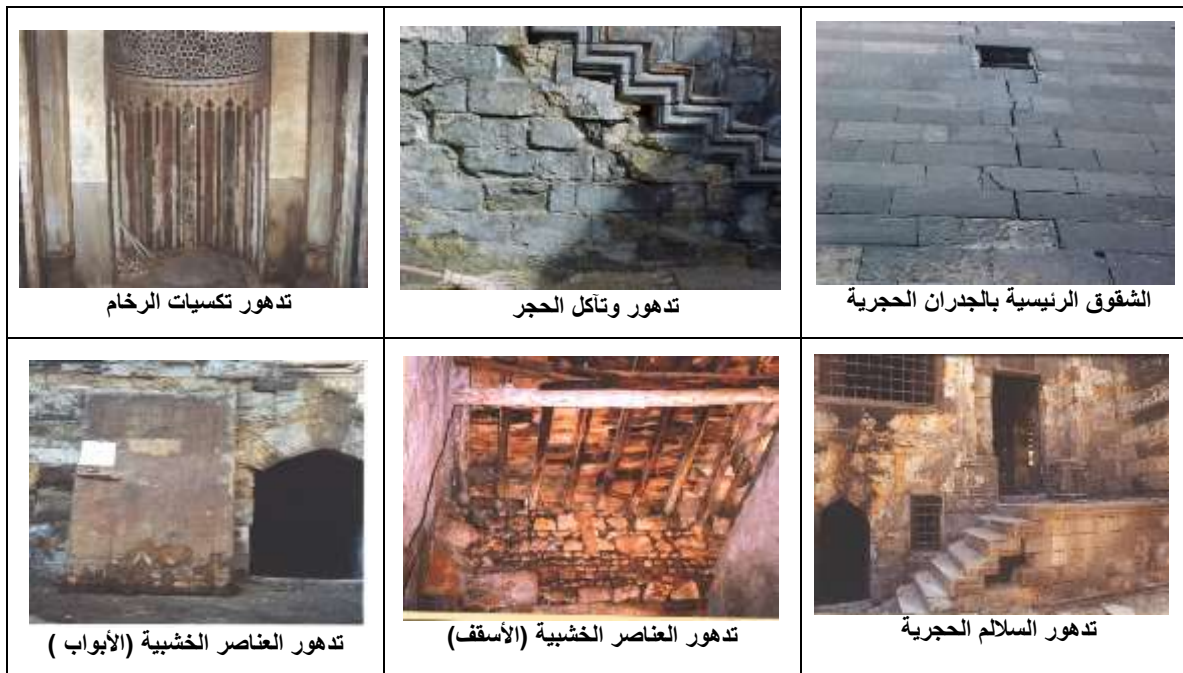 الشقوق الرئيسية بالجدران الحجرية
تدهور وتآكل الحجر
تدهور تكسيات الرخام
تدهور السلالم الحجرية
تدهور العناصر الخشبية (الأسقف)
تدهور العناصر الخشبية (الأبواب )